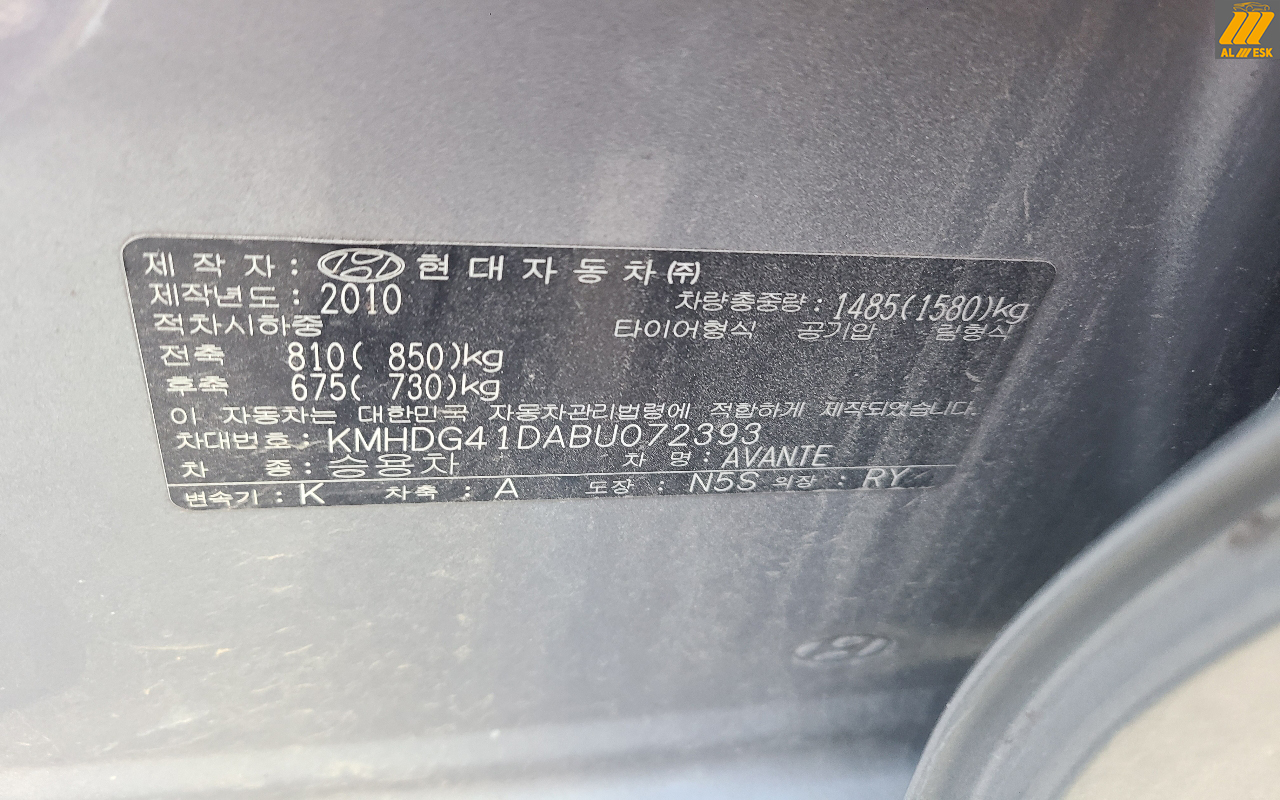 AL ESK
제 작 자 : 현 대 자 동 차 ㈜
제작년도 : 2010 차량총중량 : 1485(1580)kg
적차시하중 타이어형식 공기압 림형식
전축 810( 850)kg
후축 675( 730)kg
이 자동차는 대한민국 자동차관리법령에 적합하게 제작되었습니다.
차대번호 : KMHDG41DABU072393
차 종 : 승용차 차 명 : AVANTE
변속기 : K 차축 : A 도장 : N5S 의장 : RY